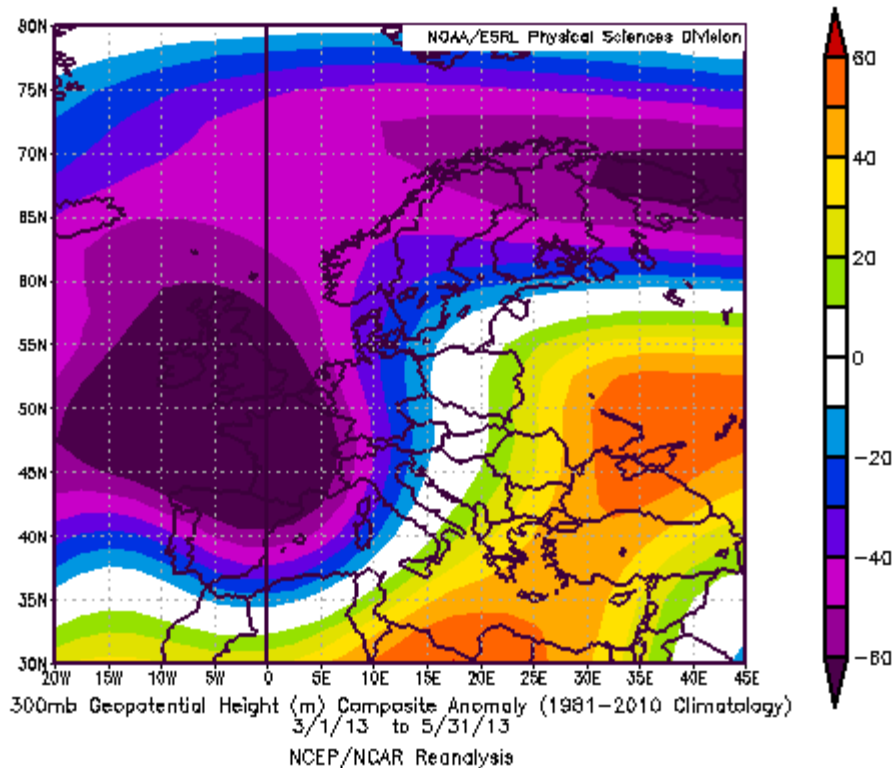 NOAA/ESRL Physical Sciences Division
80N
75N
70N
65N
60N
55N
50N
45N
40N
35N
30N
20W 15W 10W 5W 0 5E 10E 15E 20E 25E 30E 35E 40E 45E
60
40
20
0
-20
-40
-60
300mb Geopotential Height (m) Composite Anomaly (1981-2010 Climatology)
3/1/13 to 5/31/13
NCEP/NCAR Reanalysis